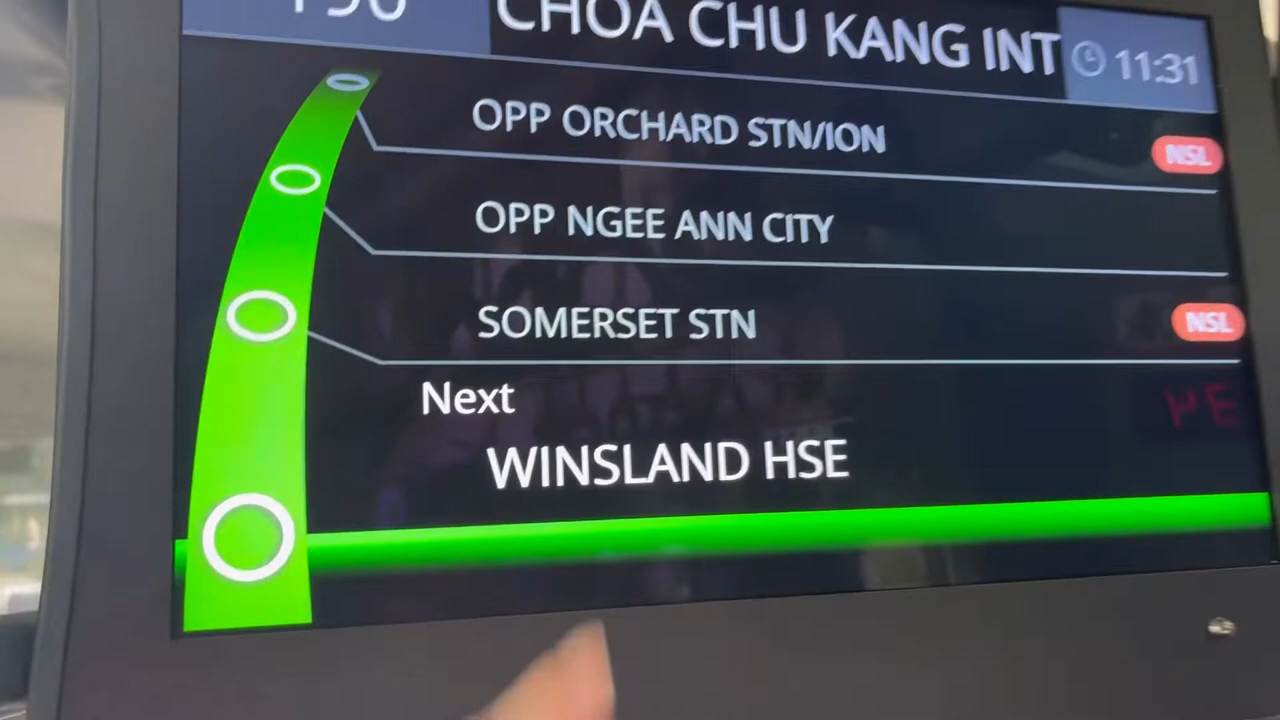 190
CHOA CHU KANG INT
11:31
OPP ORCHARD STN/ION
NSL
OPP NGEE ANN CITY
SOMERSET STN
NSL
Next
WINSLAND HSE